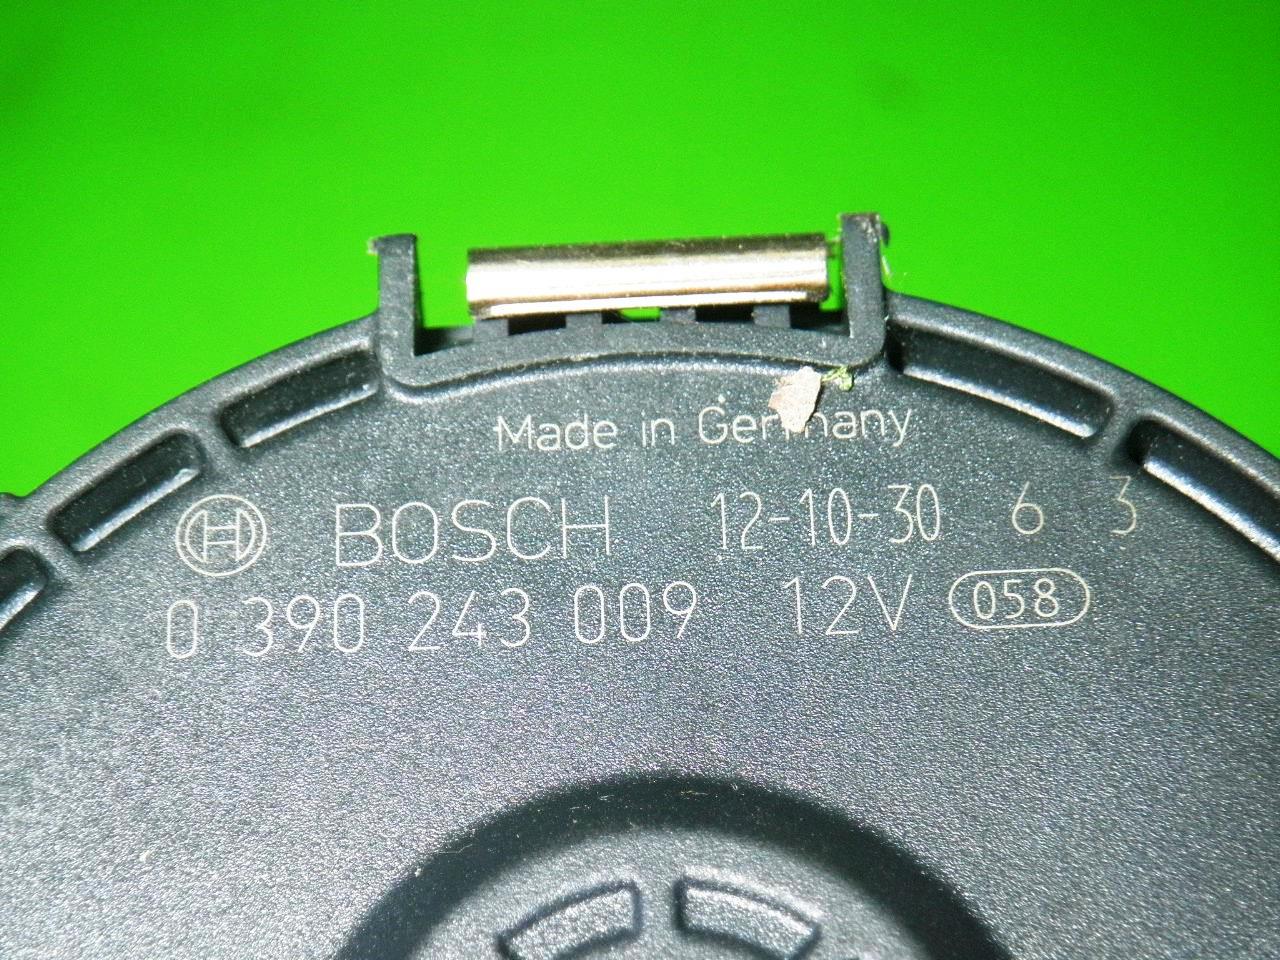 Made in Germany
BOSCH 12-10-30 6 3
0 390 243 009 12V 058